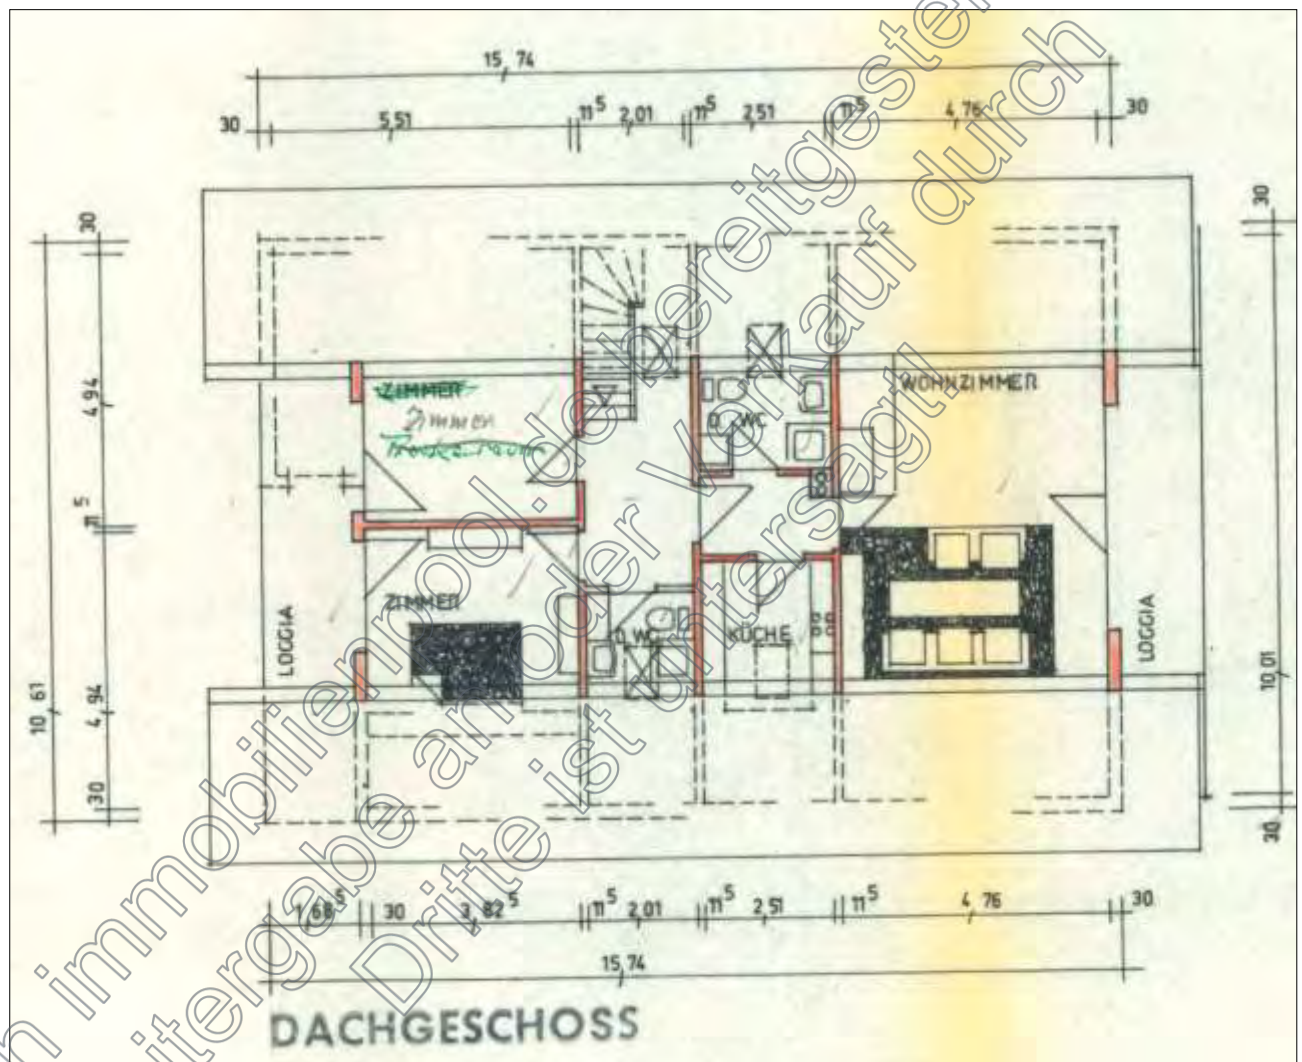 15,74
30 5,51 11⁵ 2,01 11⁵ 2,51 11⁵ 4,76 30
30
4,94
11⁵
4,94
30
10,61
30
10,01
30
ZIMMER
Zimmer
D. WC
WOHNZIMMER
ZIMMER
LOGGIA
D. WC
KÜCHE
LOGGIA
1,68⁵ 30 3,82⁵ 11⁵ 2,01 11⁵ 2,51 11⁵ 4,76 30
15,74
DACHGESCHOSS
immobilienpool.de bereitgestel
itergabe an oder Verkauf durch
Dritte ist untersagt.